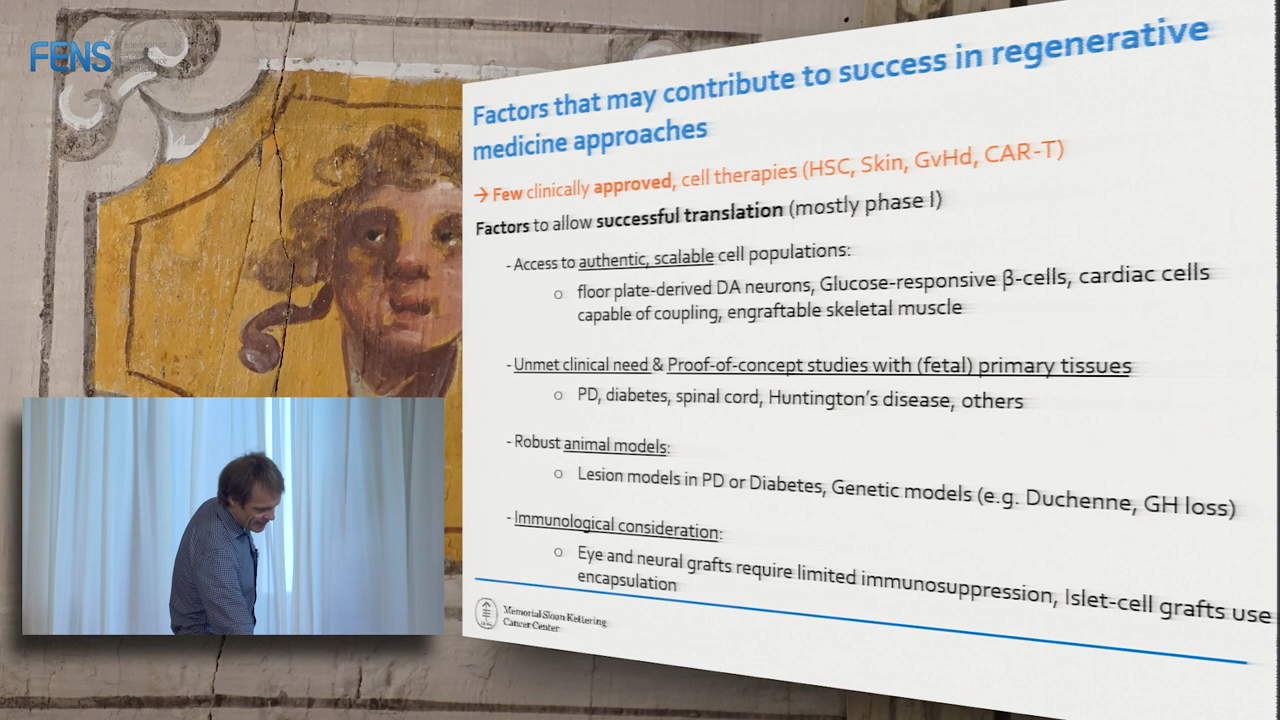 FENS
Factors that may contribute to success in regenerative
medicine approaches
→ Few clinically approved, cell therapies (HSC, Skin, GvHd, CAR-T)
Factors to allow successful translation (mostly phase I)
- Access to authentic, scalable cell populations:
o floor plate-derived DA neurons, Glucose-responsive β-cells, cardiac cells
capable of coupling, engraftable skeletal muscle
- Unmet clinical need & Proof-of-concept studies with (fetal) primary tissues
o PD, diabetes, spinal cord, Huntington's disease, others
- Robust animal models:
o Lesion models in PD or Diabetes, Genetic models (e.g. Duchenne, GH loss)
- Immunological consideration:
o Eye and neural grafts require limited immunosuppression, Islet-cell grafts use
encapsulation
Memorial Sloan Kettering
Cancer Center